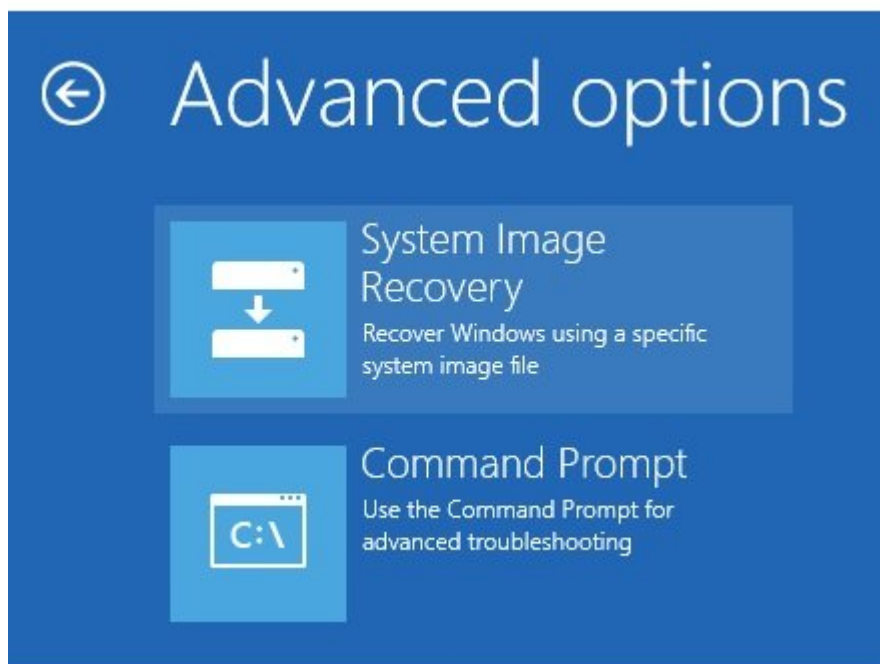 Advanced options
System Image
Recovery
Recover Windows using a specific
system image file
Command Prompt
C:\
Use the Command Prompt for
advanced troubleshooting